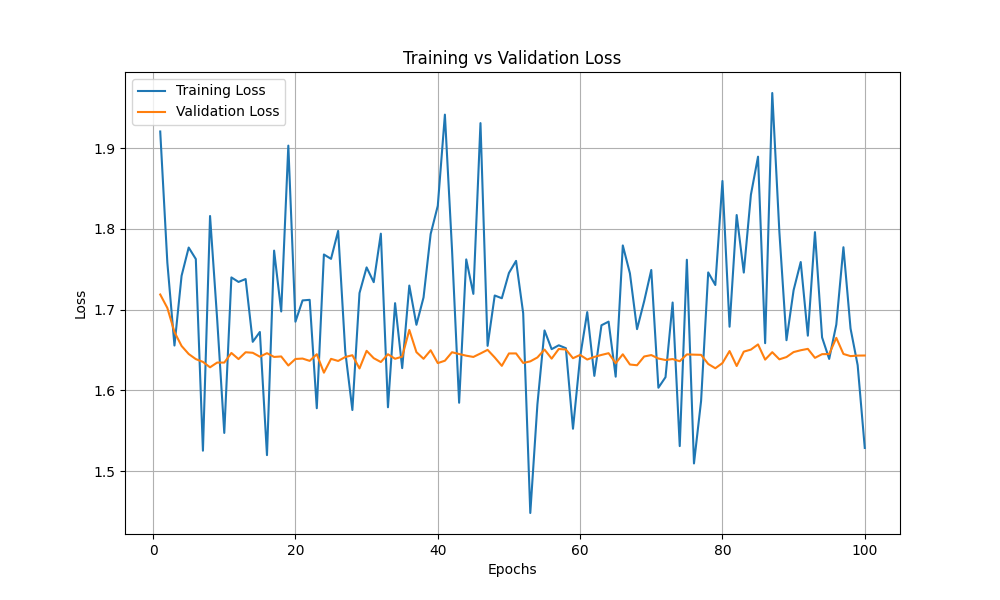 Training vs Validation Loss
Training Loss
Validation Loss
1.9
1.8
1.7
1.6
1.5
Loss
0 20 40 60 80 100
Epochs